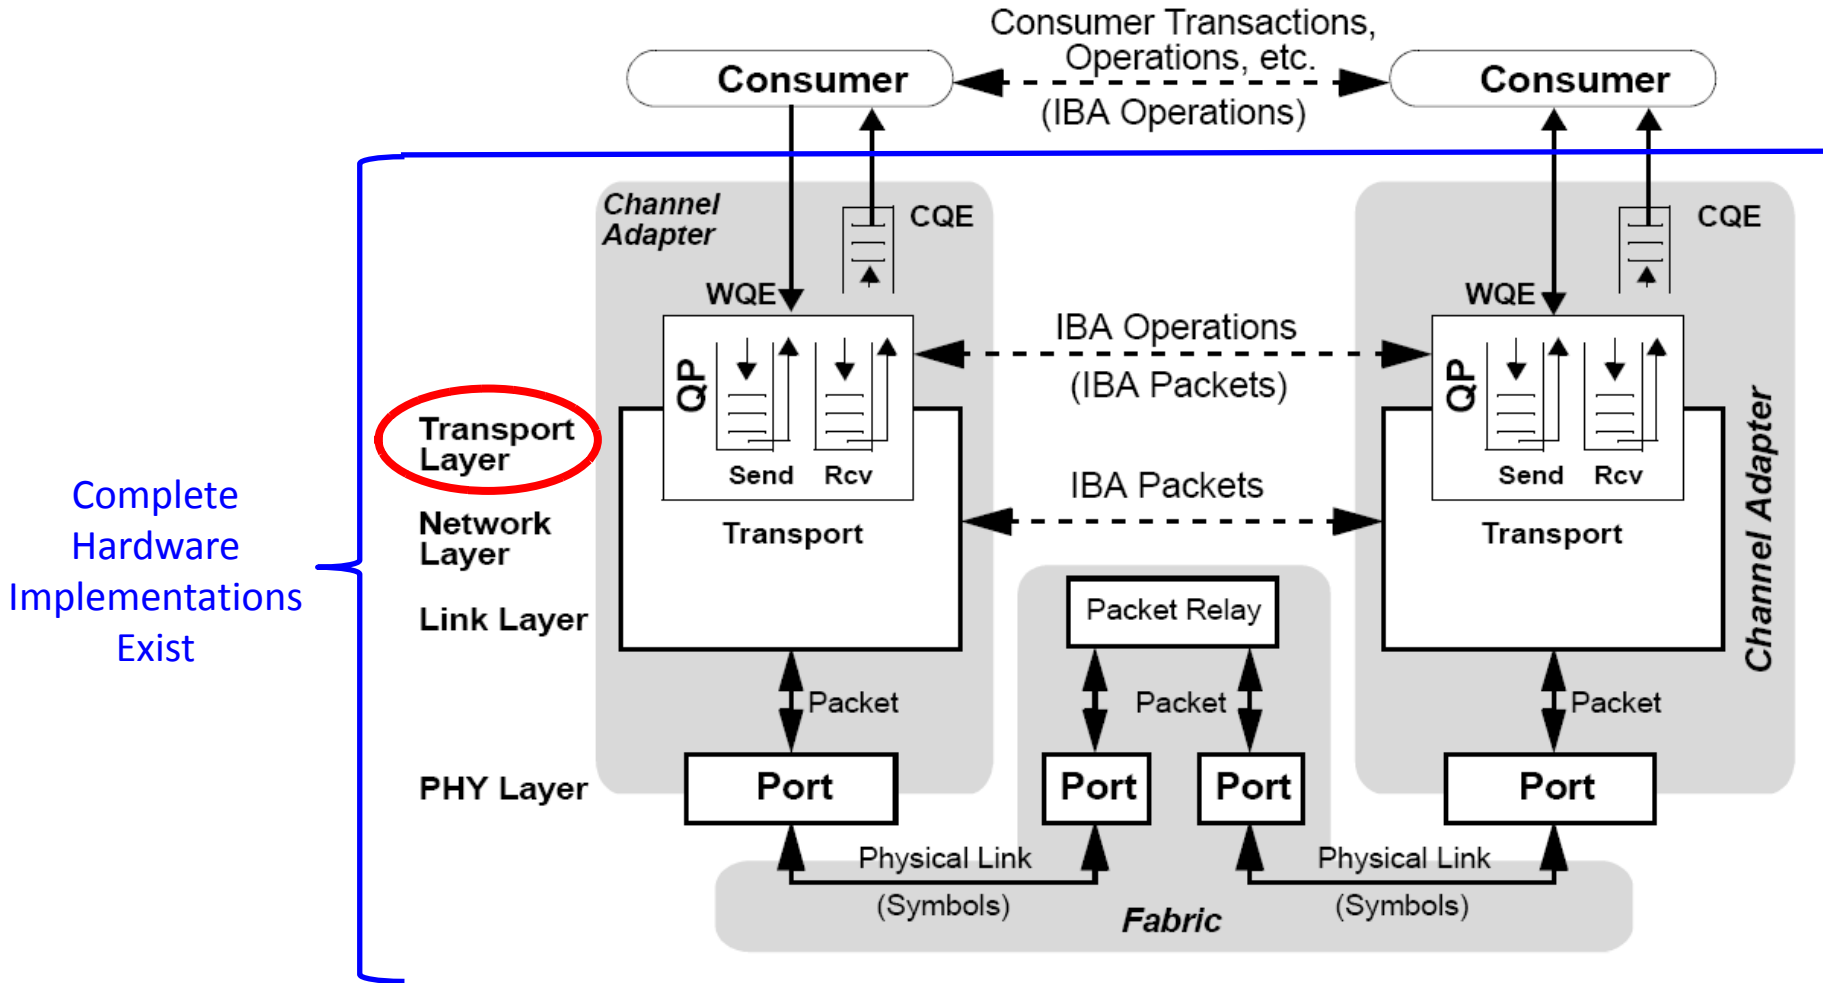 Consumer Transactions,
Operations, etc.
Consumer
Consumer
(IBA Operations)
Channel
Adapter
CQE
CQE
WQE
WQE
IBA Operations
(IBA Packets)
QP
QP
Transport
Layer
Send
Rcv
Send
Rcv
IBA Packets
Channel Adapter
Complete
Hardware
Implementations
Exist
Network
Layer
Transport
Transport
Link Layer
Packet Relay
Packet
Packet
Packet
PHY Layer
Port
Port
Port
Port
Physical Link
(Symbols)
Physical Link
(Symbols)
Fabric